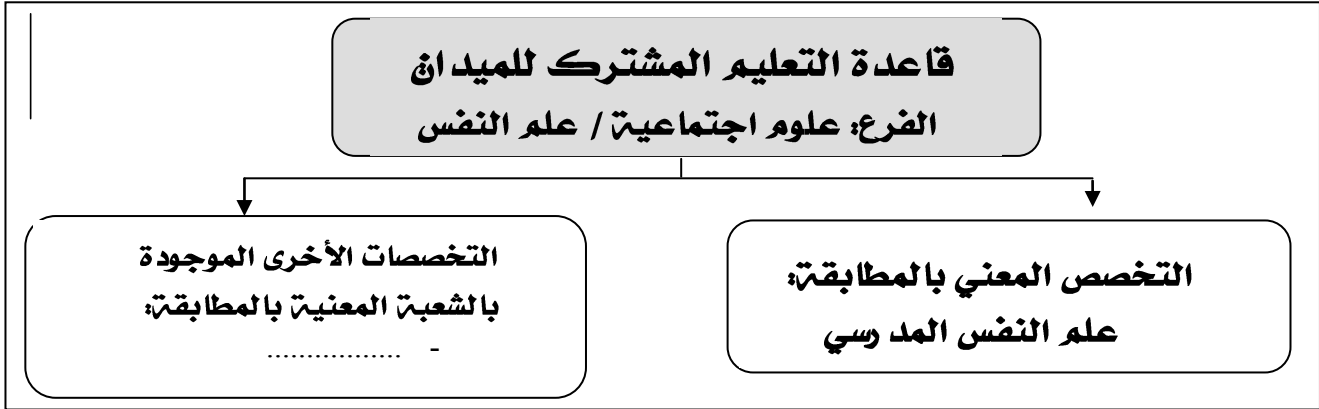 قاعدة التعليم المشترك للميدان
الفرع: علوم اجتماعية / علم النفس
التخصص المعني بالمطابقة:
علم النفس المدرسي
التخصصات الأخرى الموجودة
بالشعبة المعنية بالمطابقة:
- .................